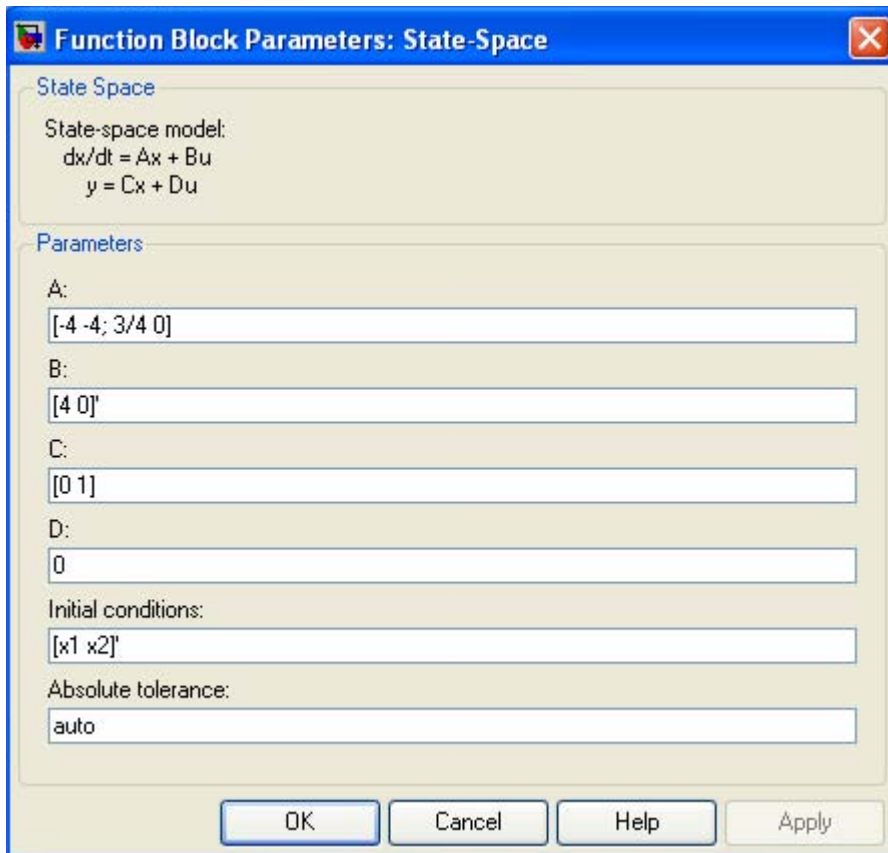 Function Block Parameters: State-Space
State Space
State-space model:
dx/dt = Ax + Bu
y = Cx + Du
Parameters
A:
[-4 -4; 3/4 0]
B:
[4 0]'
C:
[0 1]
D:
0
Initial conditions:
[x1 x2]'
Absolute tolerance:
auto
OK Cancel Help Apply